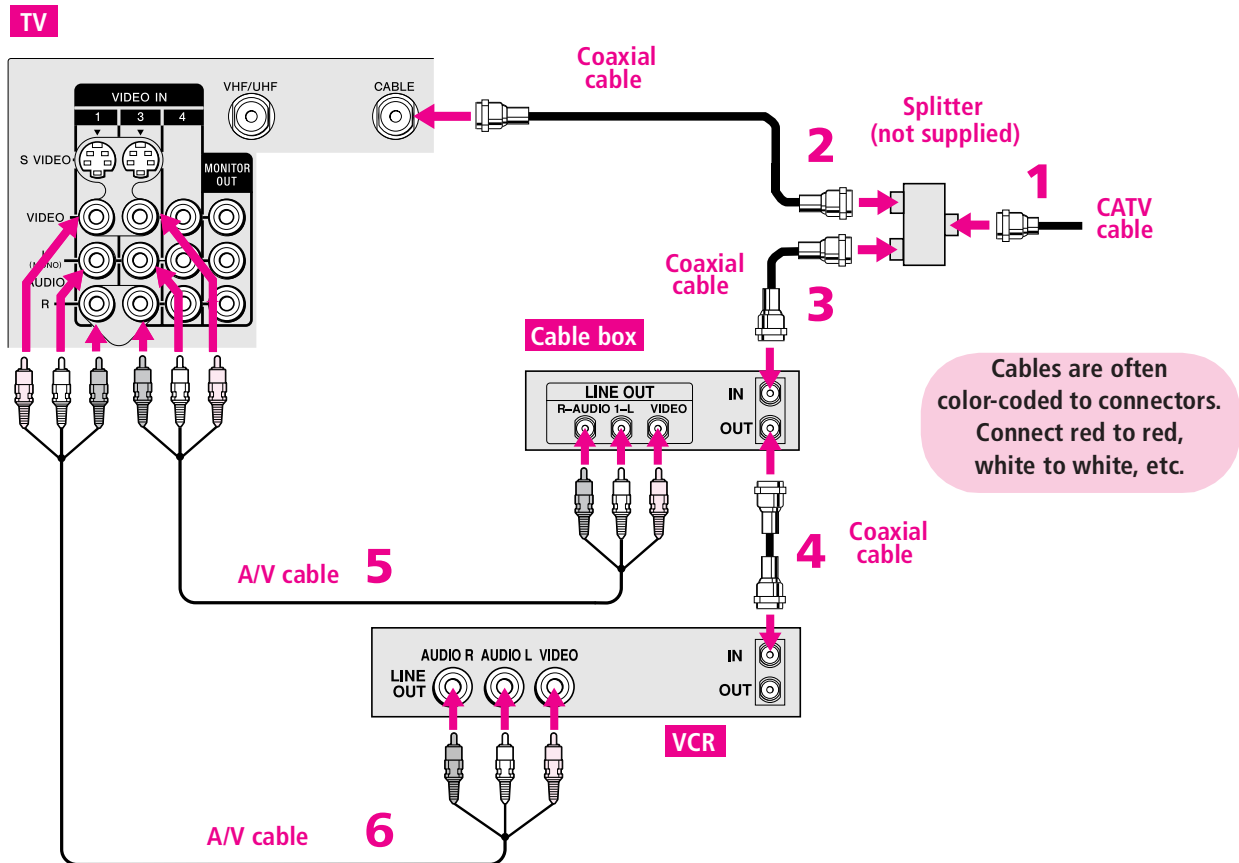 TV
Coaxial
cable
VHF/UHF
CABLE
VIDEO IN
1 3 4
Splitter
(not supplied)
2
S VIDEO
MONITOR
OUT
1
CATV
cable
VIDEO
(MONO)
AUDIO
R
Coaxial
cable
3
Cable box
LINE OUT
R–AUDIO 1–L VIDEO
IN
OUT
Cables are often
color-coded to connectors.
Connect red to red,
white to white, etc.
4
Coaxial
cable
A/V cable 5
AUDIO R AUDIO L VIDEO
LINE
OUT
IN
OUT
VCR
A/V cable 6